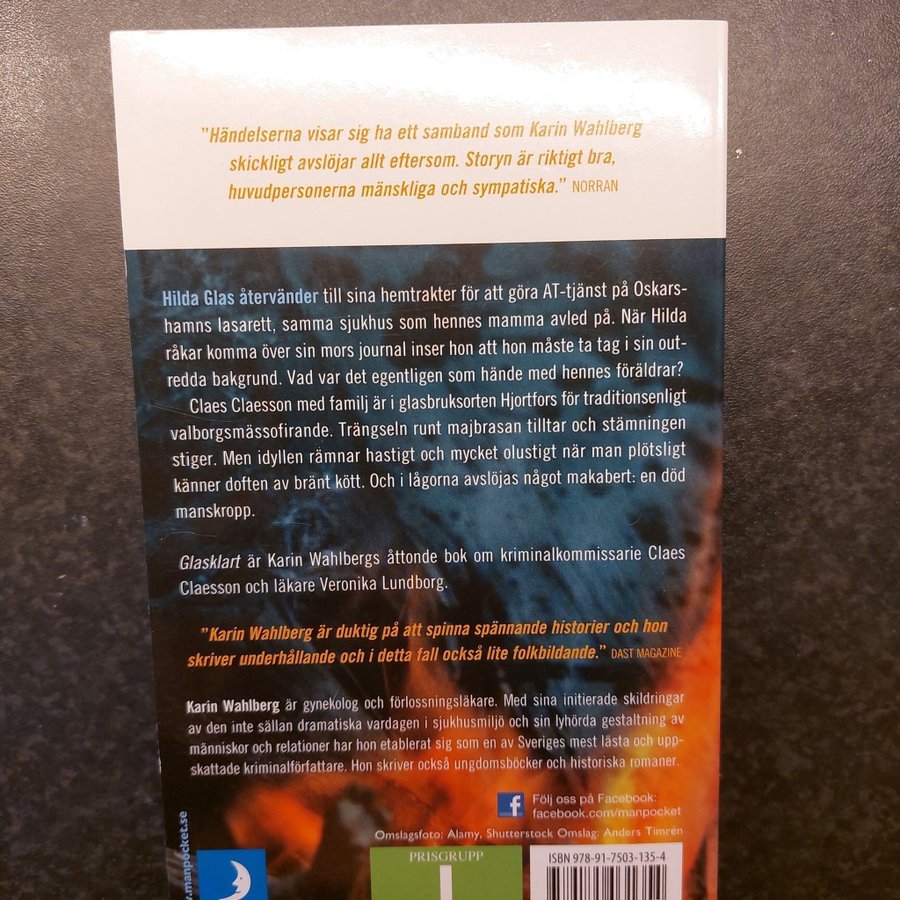 "Händelserna visar sig ha ett samband som Karin Wahlberg
skickligt avslöjar allt eftersom. Storyn är riktigt bra,
huvudpersonerna mänskliga och sympatiska." NORRAN
Hilda Glas återvänder till sina hemtrakter för att göra AT-tjänst på Oskars-
hamns lasarett, samma sjukhus som hennes mamma avled på. När Hilda
råkar komma över sin mors journal inser hon att hon måste ta tag i sin out-
redda bakgrund. Vad var det egentligen som hände med hennes föräldrar?
Claes Claesson med familj är i glasbruksorten Hjortfors för traditionsenligt
valborgsmässofirande. Trängseln runt majbrasan tilltar och stämningen
stiger. Men idyllen rämnar hastigt och mycket olustigt när man plötsligt
känner doften av bränt kött. Och i lågorna avslöjas något makabert: en död
manskropp.
Glasklart är Karin Wahlbergs åttonde bok om kriminalkommissarie Claes
Claesson och läkare Veronika Lundborg.
"Karin Wahlberg är duktig på att spinna spännande historier och hon
skriver underhållande och i detta fall också lite folkbildande." DAST MAGAZINE
Karin Wahlberg är gynekolog och förlossningsläkare. Med sina initierade skildringar
av den inte sällan dramatiska vardagen i sjukhusmiljö och sin lyhörda gestaltning av
människor och relationer har hon etablerat sig som en av Sveriges mest lästa och upp-
skattade kriminalförfattare. Hon skriver också ungdomsböcker och historiska romaner.
Följ oss på Facebook:
facebook.com/manpocket
Omslagsfoto: Alamy, Shutterstock Omslag: Anders Timrén
www.manpocket.se
PRISGRUPP
ISBN 978-91-7503-135-4